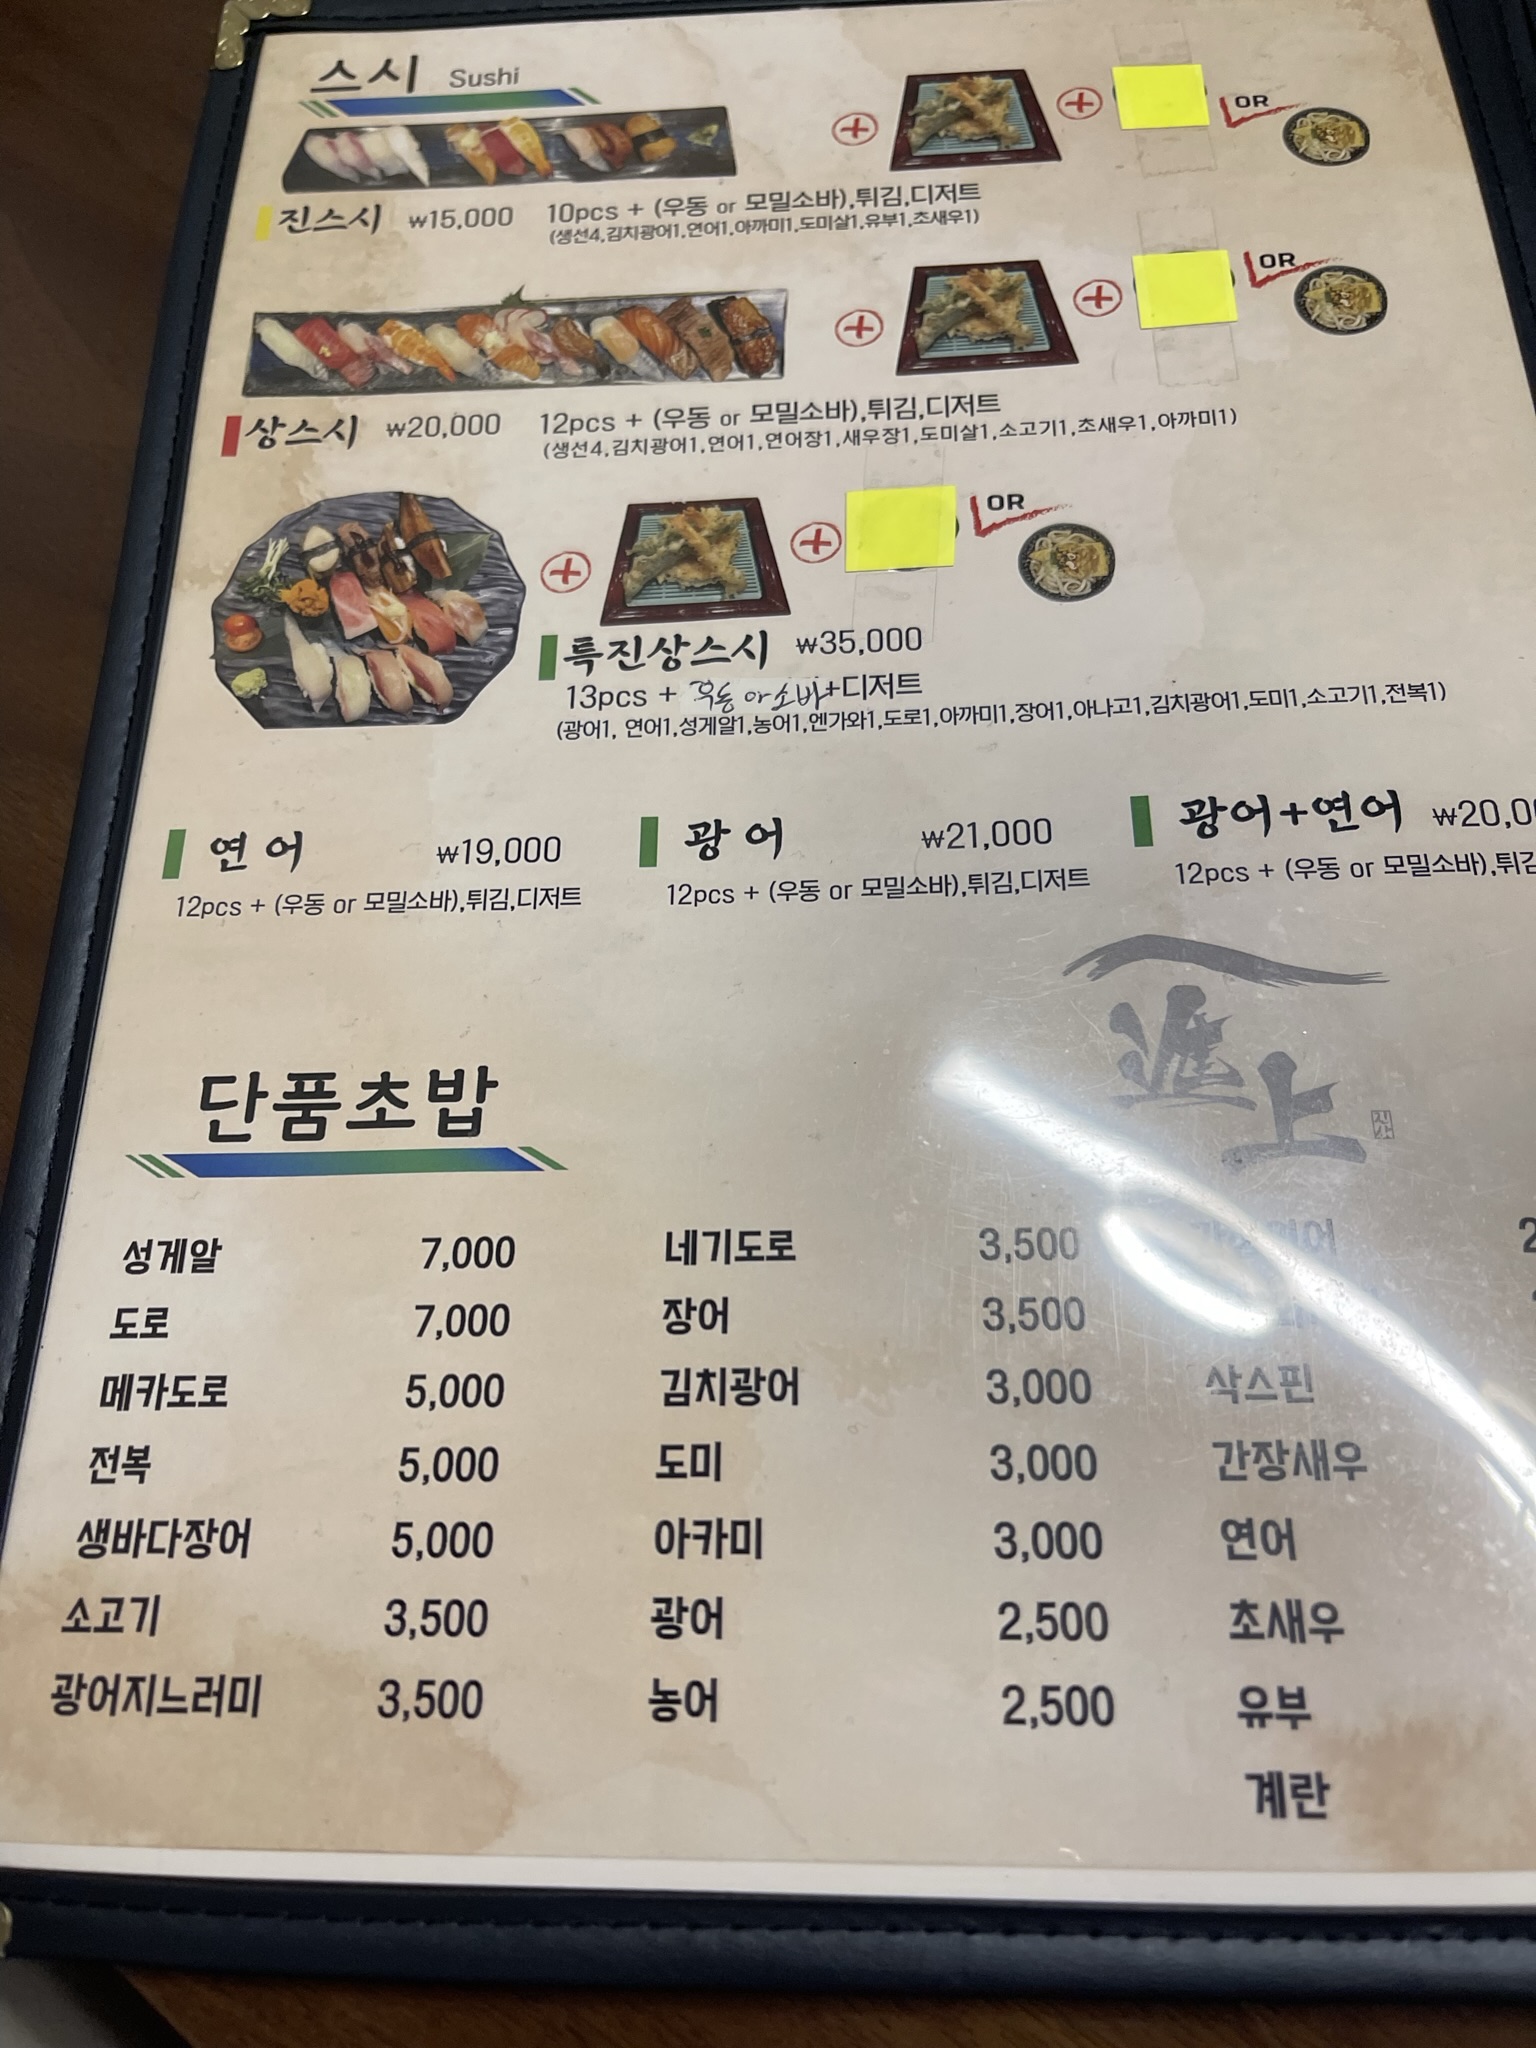 스시 Sushi
OR
진스시 ₩15,000 10pcs + (우동 or 모밀소바),튀김,디저트
(생선4,김치광어1,연어1,아까미1,도미살1,유부1,초새우1)
OR
상스시 ₩20,000 12pcs + (우동 or 모밀소바),튀김,디저트
(생선4,김치광어1,연어1,연어장1,새우장1,도미살1,소고기1,초새우1,아까미1)
OR
특진상스시 ₩35,000
13pcs + 우동 or 소바+디저트
(광어1, 연어1,성게알1,농어1,엔가와1,도로1,아까미1,장어1,아나고1,김치광어1,도미1,소고기1,전복1)
연어 ₩19,000
12pcs + (우동 or 모밀소바),튀김,디저트
광어 ₩21,000
12pcs + (우동 or 모밀소바),튀김,디저트
광어+연어
12pcs + (우동 or 모밀소바),
進上
진상
단품초밥
성게알 7,000 네기도로 3,500
도로 7,000 장어 3,500
메카도로 5,000 김치광어 3,000 삭스핀
전복 5,000 도미 3,000 간장새우
생바다장어 5,000 아카미 3,000 연어
소고기 3,500 광어 2,500 초새우
광어지느러미 3,500 농어 2,500 유부
계란